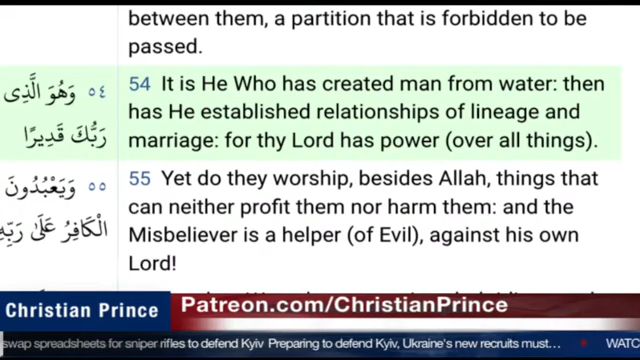 between them, a partition that is forbidden to be
passed.
وَهُوَ الَّذِى ٥٤
54 It is He Who has created man from water: then
has He established relationships of lineage and
رَبُّكَ قَدِيرًا
marriage: for thy Lord has power (over all things).
وَيَعْبُدُونَ ٥٥
55 Yet do they worship, besides Allah, things that
can neither profit them nor harm them: and the
الْكَافِرُ عَلَىٰ رَبِّهِ
Misbeliever is a helper (of Evil), against his own
Lord!
Christian Prince
Patreon.com/ChristianPrince
swap spreadsheets for sniper rifles to defend Kyiv Preparing to defend Kyiv, Ukraine's new recruits must... WATC